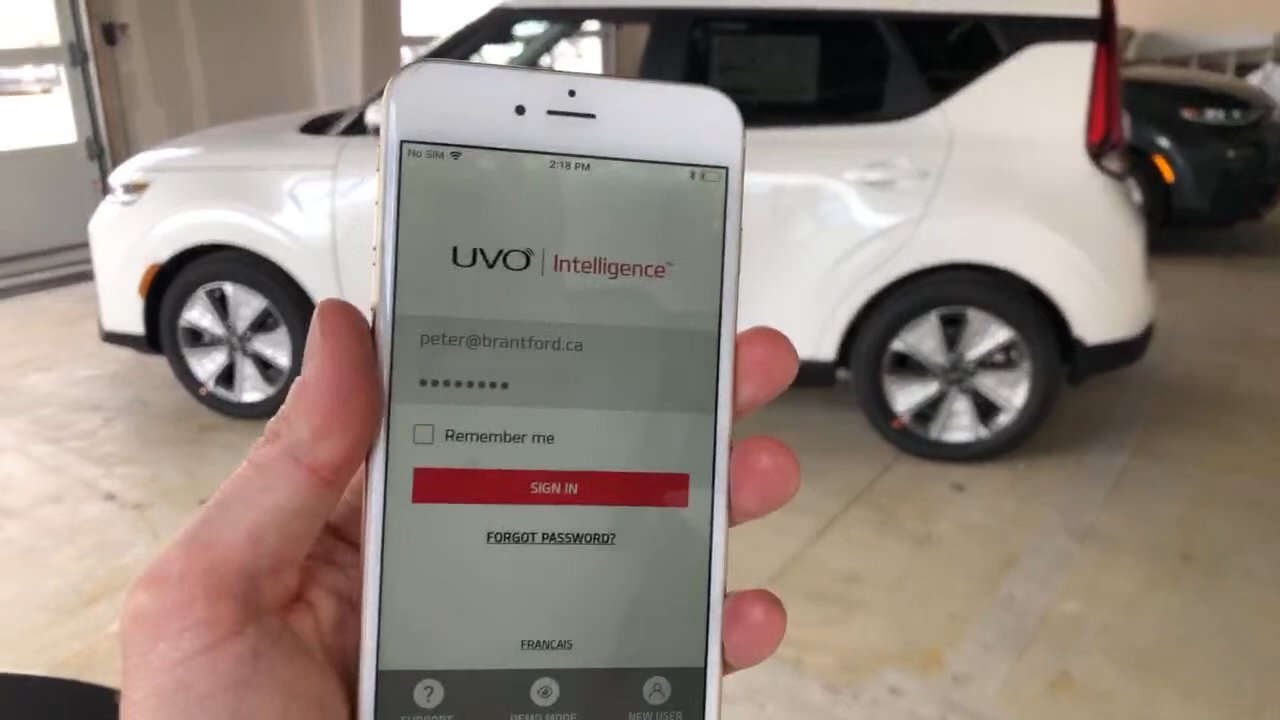 No SIM
2:18 PM
UVO | Intelligence™
peter@brantford.ca
••••••••
Remember me
SIGN IN
FORGOT PASSWORD?
FRANCAIS
?
SUPPORT DEMO MODE NEW USER